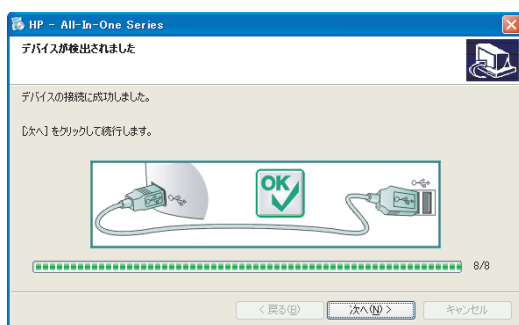 HP - All-In-One Series
デバイスが検出されました
デバイスの接続に成功しました。
[次へ] をクリックして続行します。
OK
8/8
< 戻る(B)
次へ(N) >
キャンセル